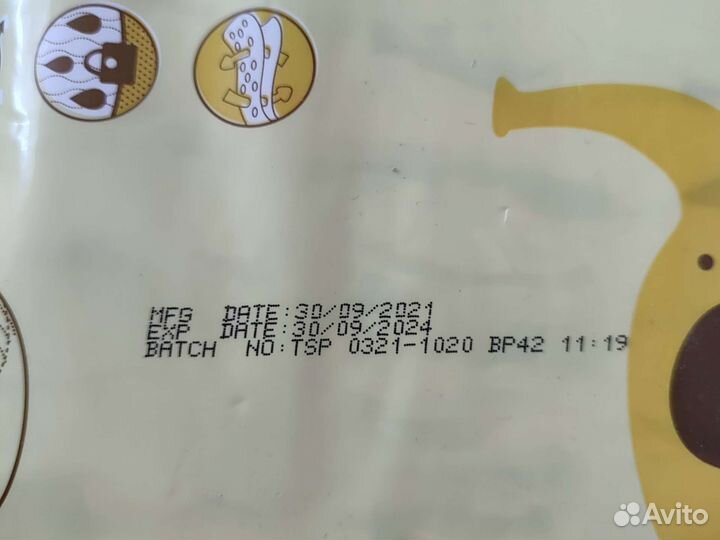 MFG DATE:30/09/2021
EXP DATE:30/09/2024
BATCH NO:TSP 0321-1020 BP42 11:19
Avito